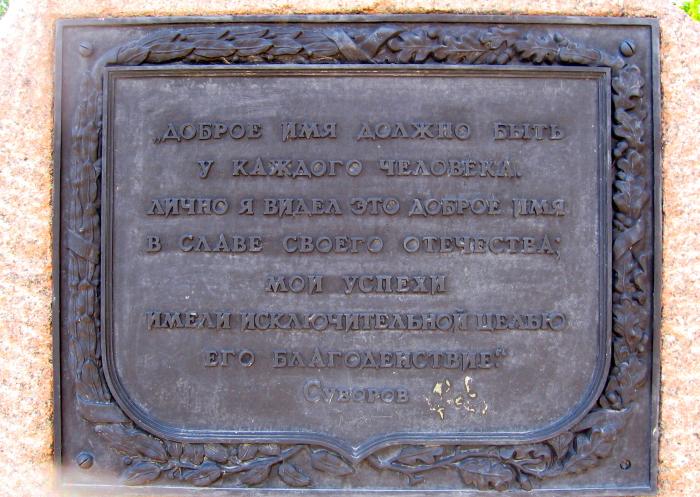 „ДОБРОЕ ИМЯ ДОЛЖНО БЫТЬ
У КАЖДОГО ЧЕЛОВЕКА.
ЛИЧНО Я ВИДЕЛ ЭТО ДОБРОЕ ИМЯ
В СЛАВЕ СВОЕГО ОТЕЧЕСТВА;
МОИ УСПЕХИ
ИМЕЛИ ИСКЛЮЧИТЕЛЬНОЙ ЦЕЛЬЮ
ЕГО БЛАГОДЕНСТВИЕ."
Суворов